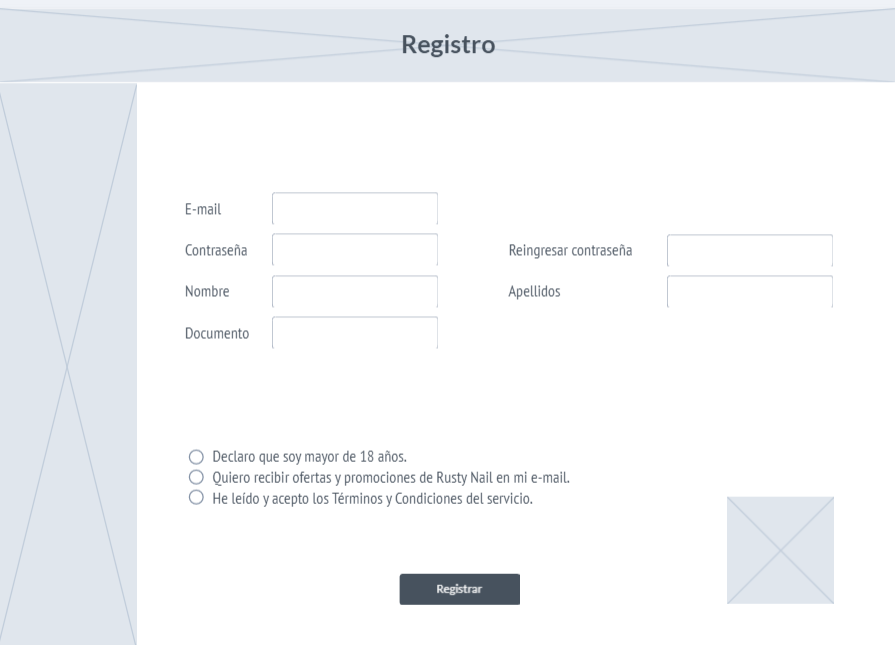 Registro
E-mail
Contraseña
Reingresar contraseña
Nombre
Apellidos
Documento
Declaro que soy mayor de 18 años.
Quiero recibir ofertas y promociones de Rusty Nail en mi e-mail.
He leído y acepto los Términos y Condiciones del servicio.
Registrar